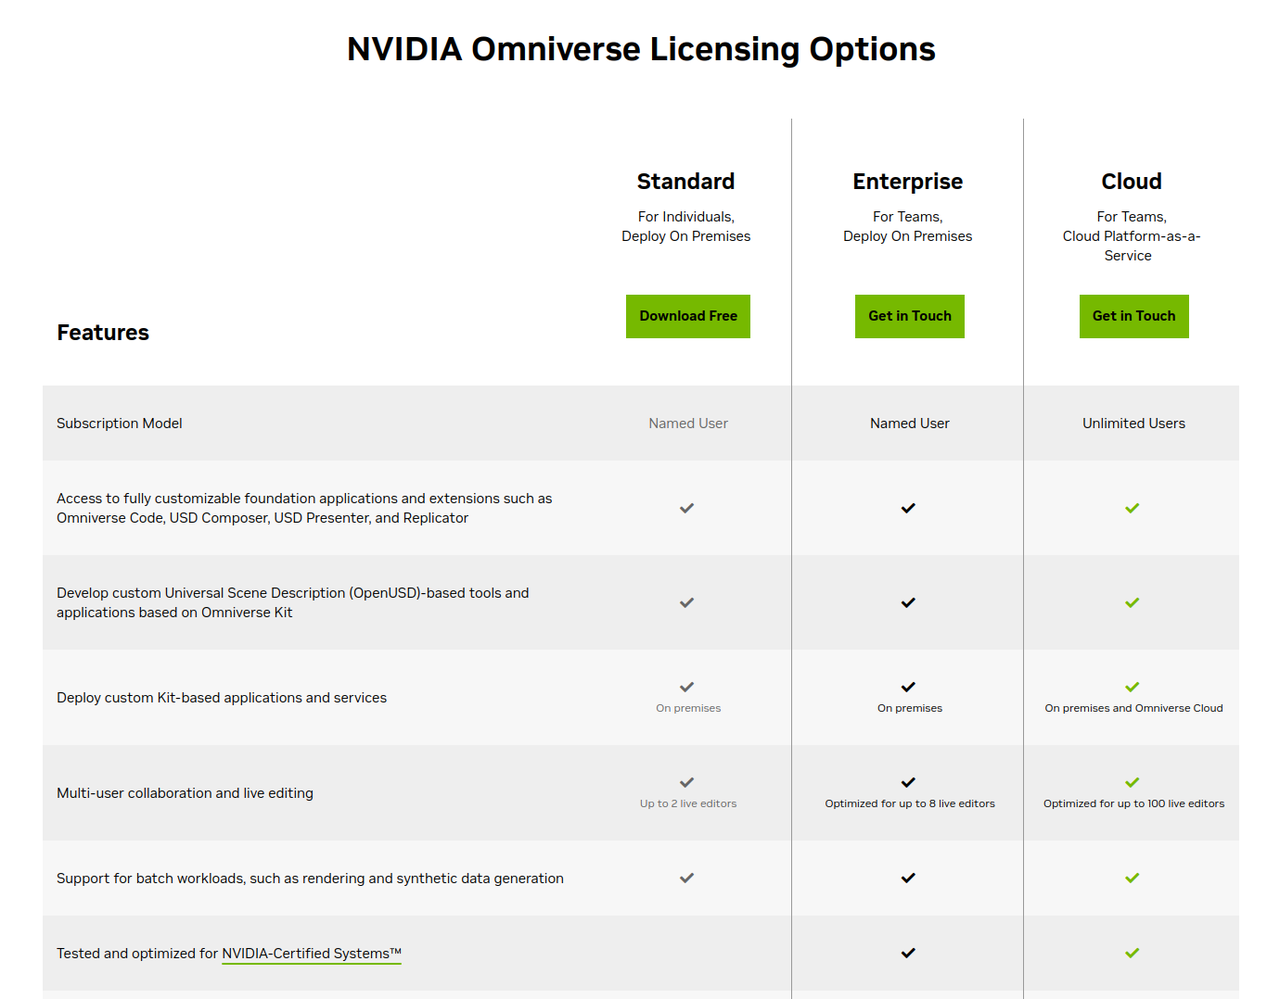 NVIDIA Omniverse Licensing Options
Standard
For Individuals,
Deploy On Premises
Download Free
Enterprise
For Teams,
Deploy On Premises
Get in Touch
Cloud
For Teams,
Cloud Platform-as-a-
Service
Get in Touch
Features
Subscription Model
Named User
Named User
Unlimited Users
Access to fully customizable foundation applications and extensions such as
Omniverse Code, USD Composer, USD Presenter, and Replicator
Develop custom Universal Scene Description (OpenUSD)-based tools and
applications based on Omniverse Kit
Deploy custom Kit-based applications and services
On premises
On premises
On premises and Omniverse Cloud
Multi-user collaboration and live editing
Up to 2 live editors
Optimized for up to 8 live editors
Optimized for up to 100 live editors
Support for batch workloads, such as rendering and synthetic data generation
Tested and optimized for NVIDIA-Certified Systems™